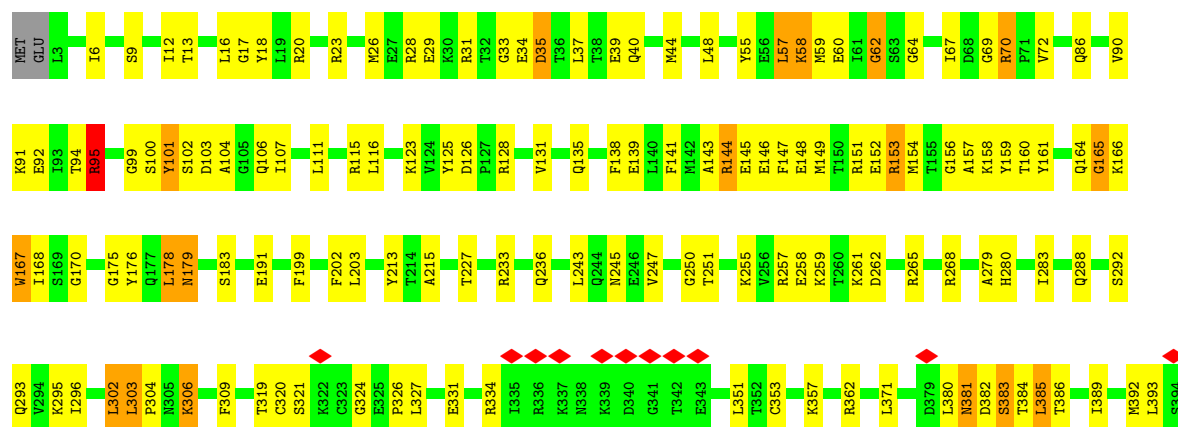 MET GLU L3 I6 S9 I12 T13 L16 G17 Y18 L19 R20 R23 M26 E27 R28 E29 K30 R31 T32 G33 E34 D35 T36 L37 T38 E39 Q40 M44 L48 Y55 E56 L57 K58 M59 E60 I61 G62 S63 G64 I67 D68 G69 R70 P71 V72 Q86 V90
K91 E92 I93 T94 R95 G99 S100 Y101 S102 D103 A104 G105 Q106 I107 L111 R115 L116 K123 V124 Y125 D126 P127 R128 V131 Q135 F138 E139 L140 F141 M142 A143 R144 E145 E146 F147 E148 M149 T150 R151 E152 R153 M154 T155 G156 A157 K158 Y159 T160 Y161 Q164 G165 K166
W167 I168 S169 G170 G175 Y176 Q177 L178 N179 S183 E191 F199 F202 L203 Y213 T214 A215 T227 R233 Q236 L243 Q244 N245 E246 V247 G250 T251 K255 V256 R257 E258 K259 T260 K261 D262 R265 R268 A279 H280 I283 Q288 S292
Q293 V294 K295 I296 L302 L303 P304 N305 K306 F309 T319 C320 S321 K322 C323 G324 E325 P326 L327 E331 R334 I335 R336 K337 N338 K339 D340 G341 T342 E343 L351 T352 C353 K357 R362 L371 D379 L380 N381 D382 S383 T384 L385 T386 I389 M392 L393 S394